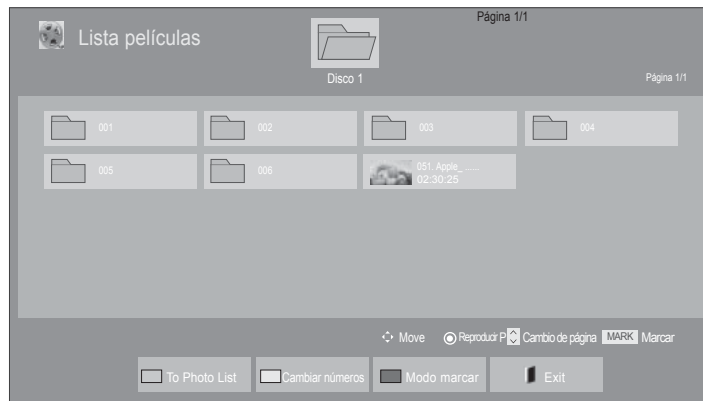 Página 1/1
Lista películas
Disco 1
Página 1/1
001 002 003 004
005 006 051. Apple_ ......
02:30:25
Move Reproducir P Cambio de página MARK Marcar
To Photo List Cambiar números Modo marcar Exit